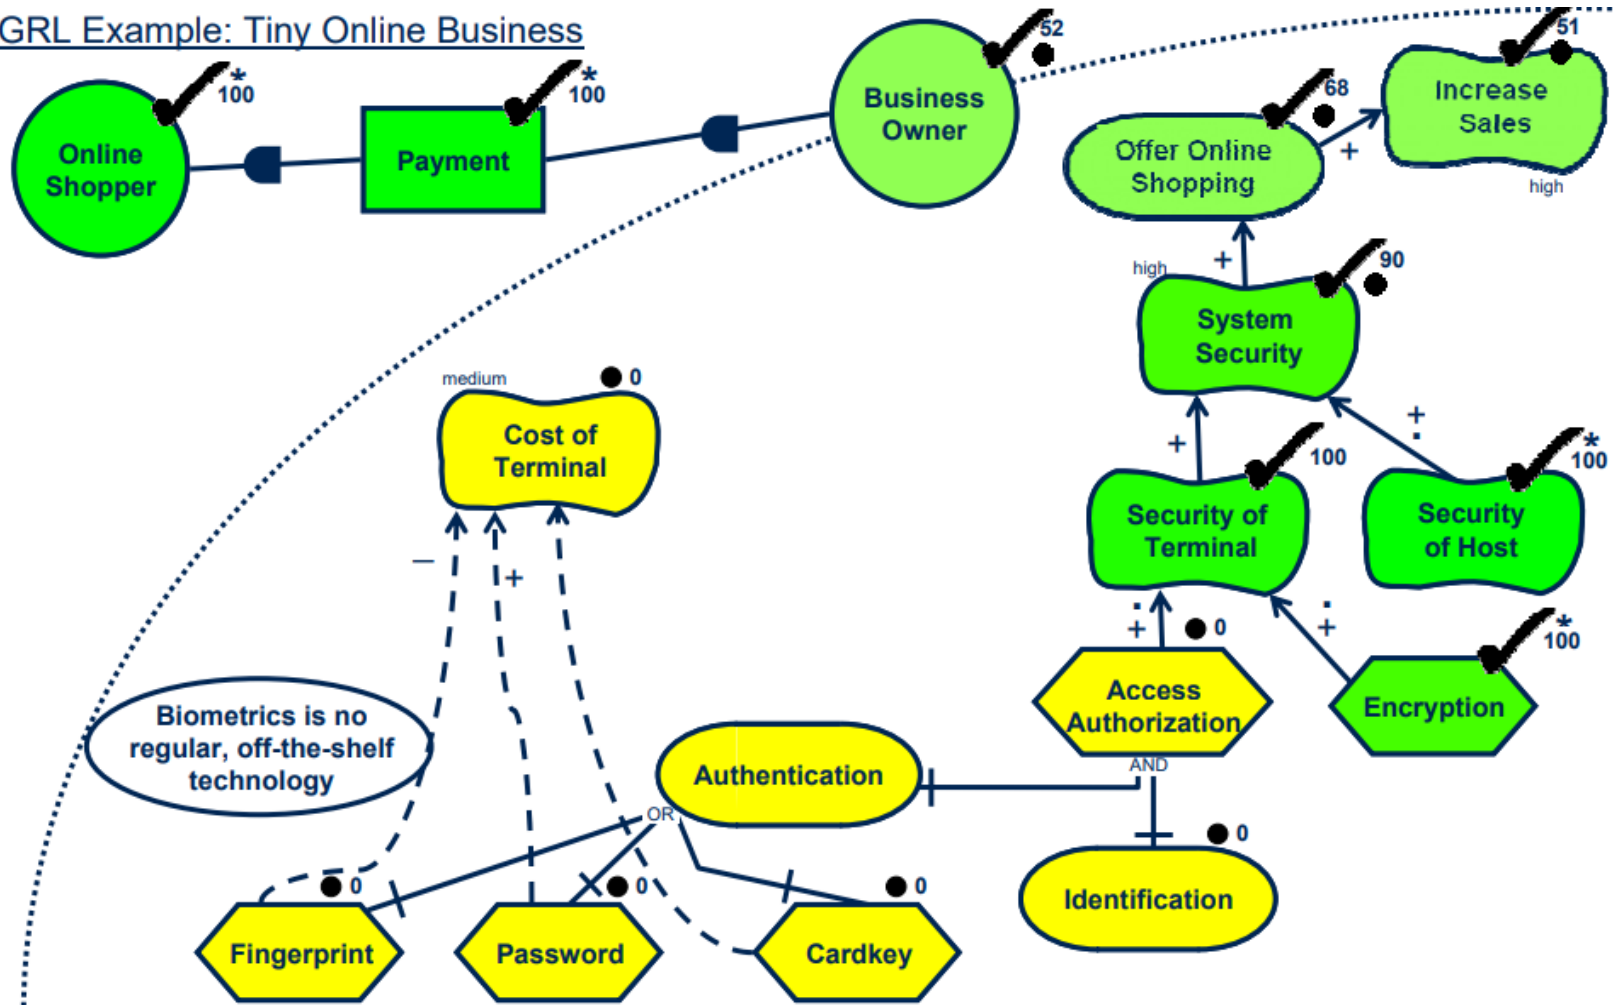 GRL Example: Tiny Online Business
*
100
*
100
52
51
68
90
Online
Shopper
Payment
Business
Owner
Offer Online
Shopping
+
Increase
Sales
high
+
high
System
Security
medium
0
Cost of
Terminal
+
+
100
*
100
Security of
Terminal
Security
of Host
–
+
+
0
+
*
100
Access
Authorization
Encryption
Biometrics is no
regular, off-the-shelf
technology
Authentication
AND
OR
0
0
0
0
Identification
Fingerprint
Password
Cardkey